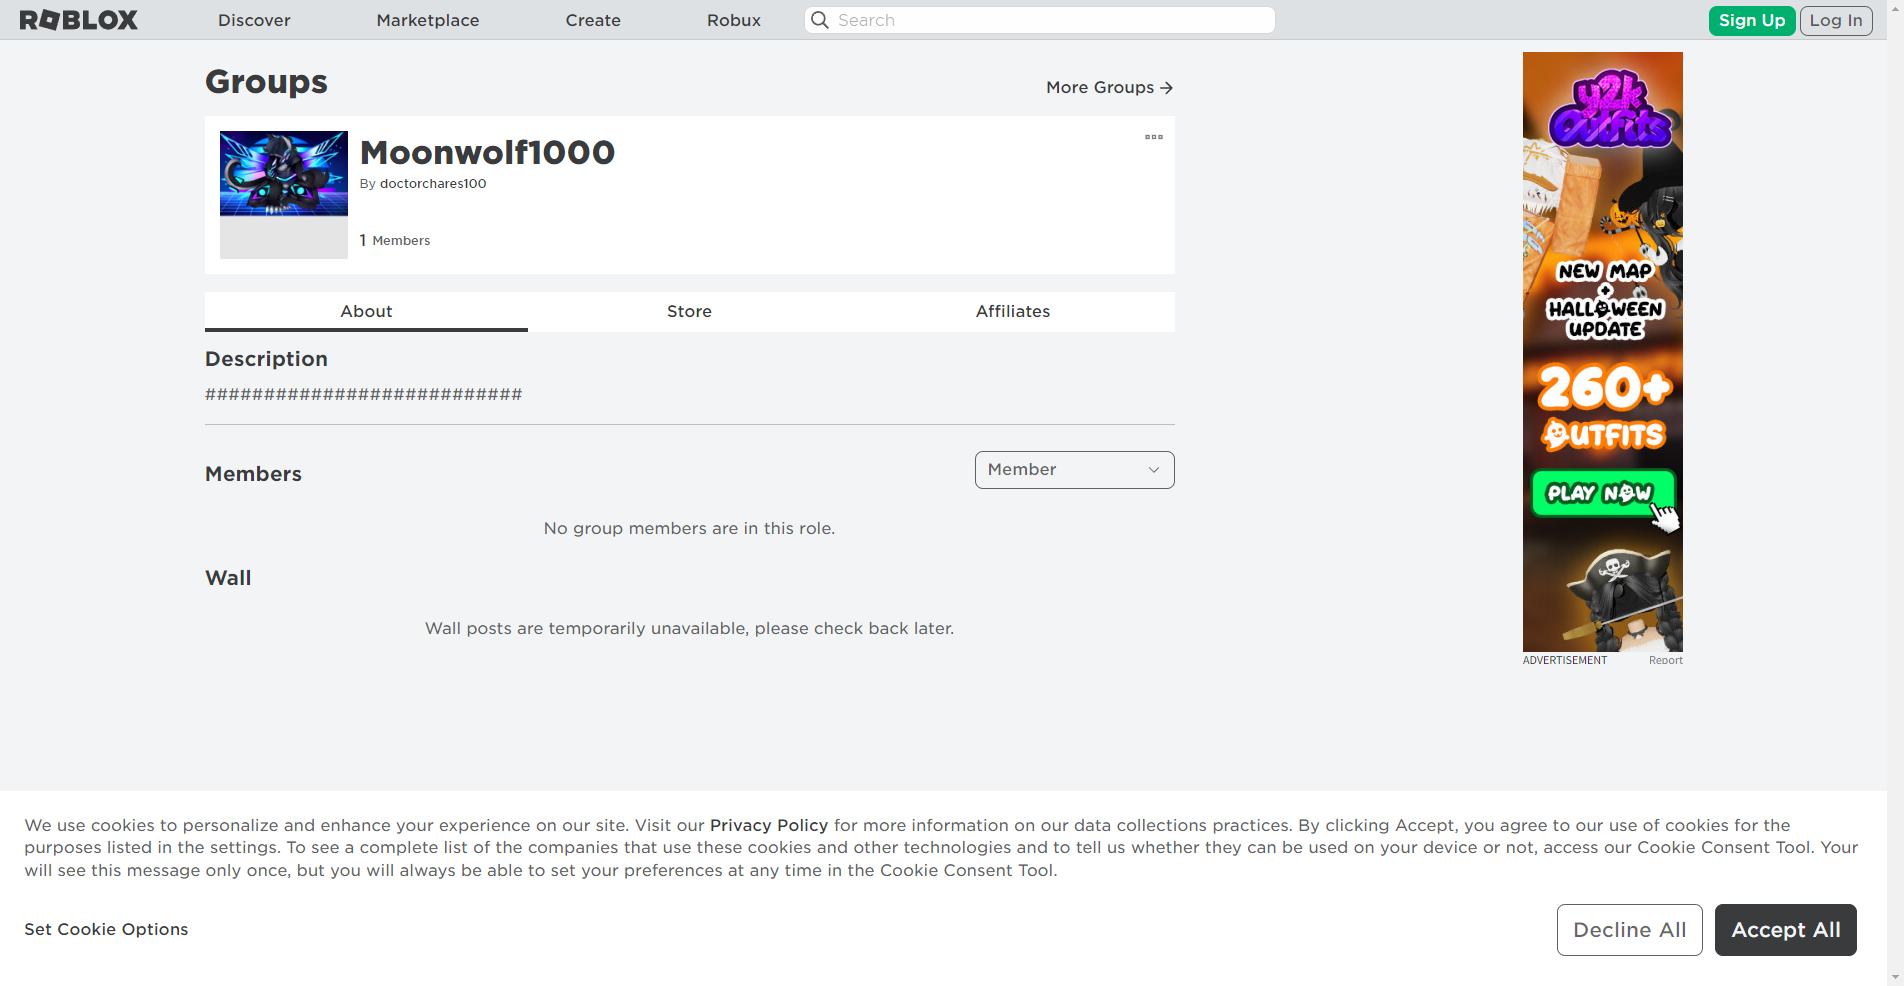 ROBLOX
Discover
Marketplace
Create
Robux
Search
Sign Up
Log In
Groups
More Groups
Moonwolf1000
By doctorchares100
1 Members
About
Store
Affiliates
Description
###########################
Members
Member
No group members are in this role.
Wall
Wall posts are temporarily unavailable, please check back later.
y2k
Outfits
NEW MAP
+
HALLOWEEN
UPDATE
260+
OUTFITS
PLAY NOW
ADVERTISEMENT
Report
We use cookies to personalize and enhance your experience on our site. Visit our Privacy Policy for more information on our data collections practices. By clicking Accept, you agree to our use of cookies for the
purposes listed in the settings. To see a complete list of the companies that use these cookies and other technologies and to tell us whether they can be used on your device or not, access our Cookie Consent Tool. Your
will see this message only once, but you will always be able to set your preferences at any time in the Cookie Consent Tool.
Set Cookie Options
Decline All
Accept All